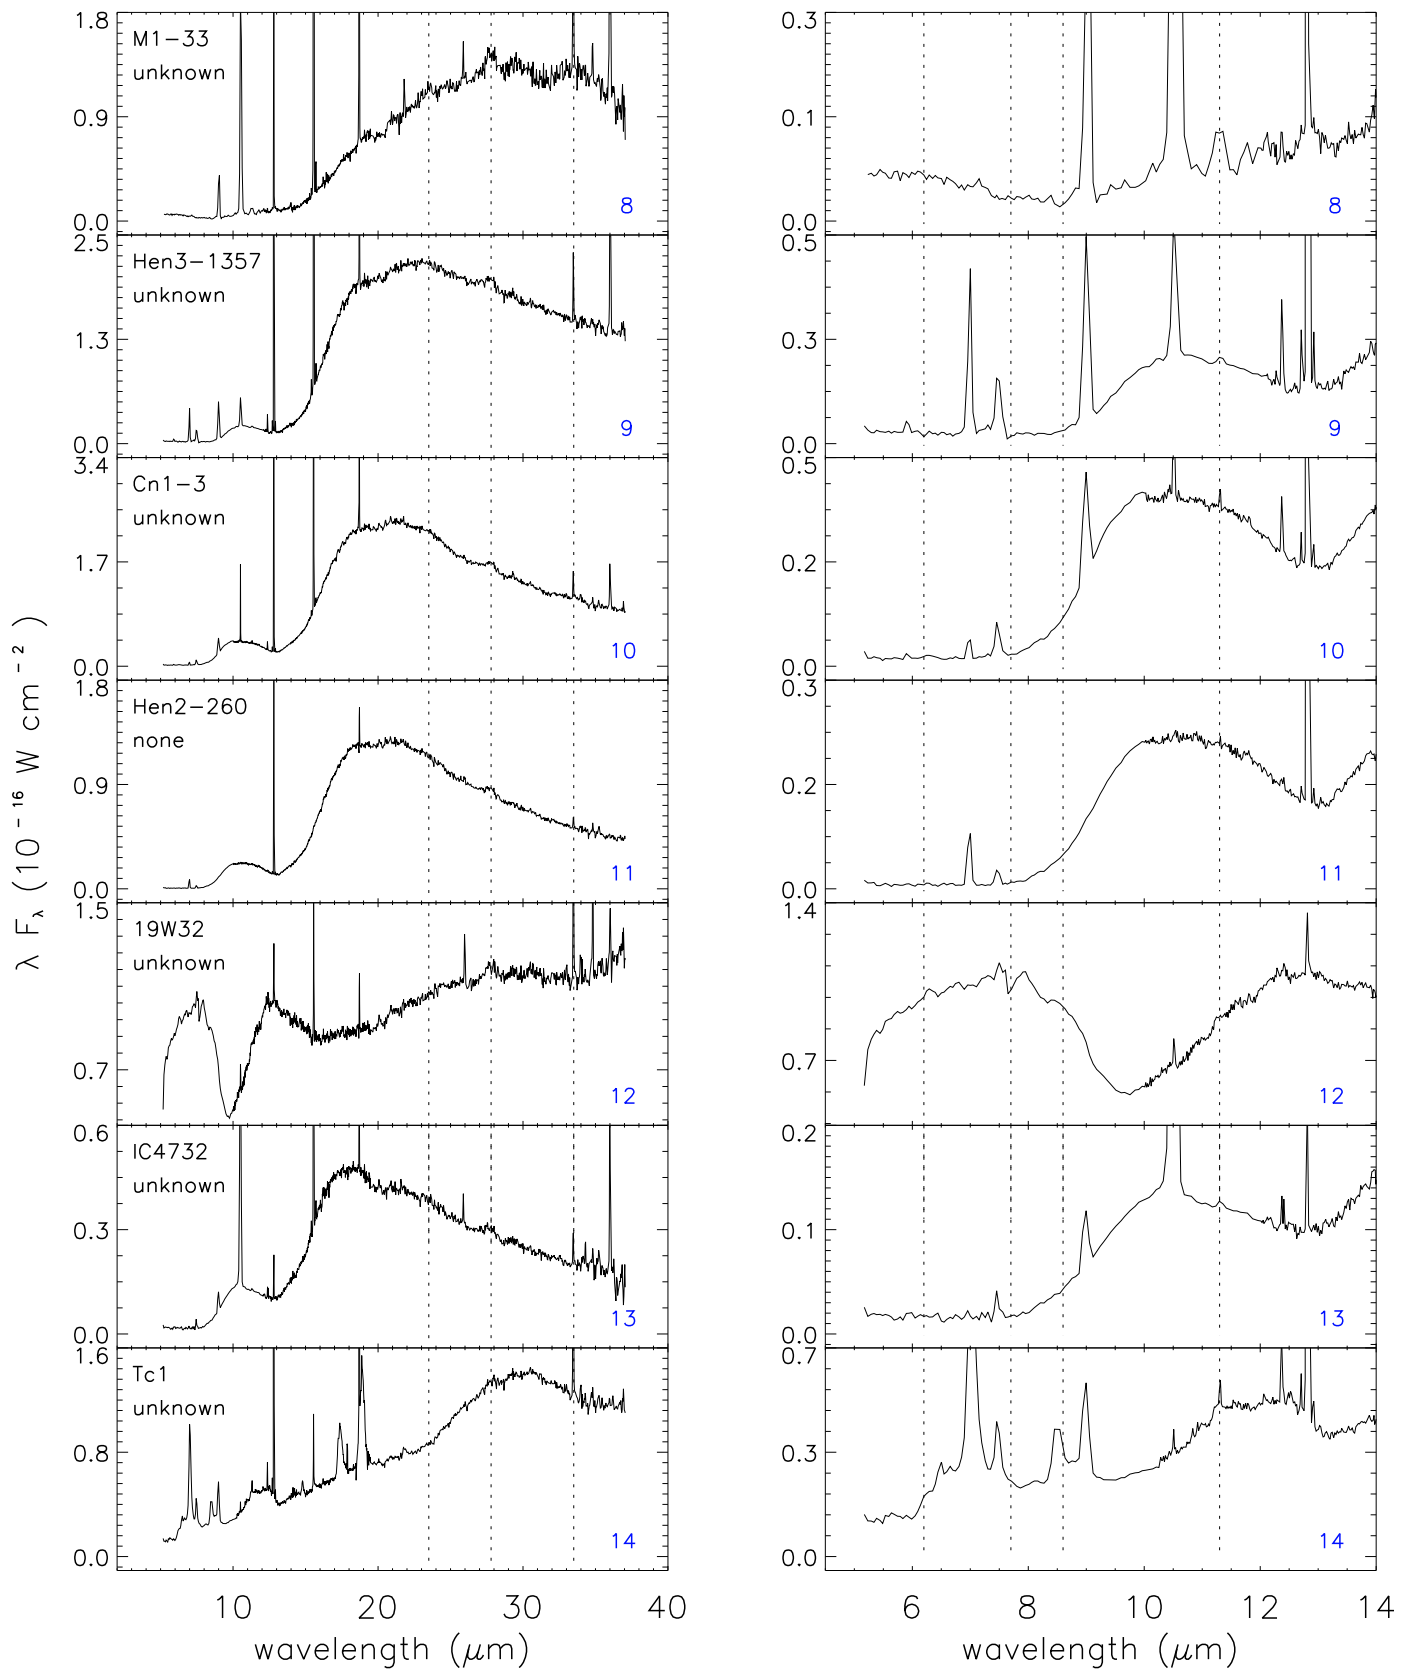 λ Fλ (10⁻¹⁶ W cm⁻²)
1.8
0.9
0.0
M1-33
unknown
8
0.3
0.1
0.0
8
2.5
1.3
0.0
Hen3-1357
unknown
9
0.5
0.3
0.0
9
3.4
1.7
0.0
Cn1-3
unknown
10
0.5
0.2
0.0
10
1.8
0.9
0.0
Hen2-260
none
11
0.3
0.2
0.0
11
1.5
0.7
19W32
unknown
12
1.4
0.7
12
0.6
0.3
0.0
IC4732
unknown
13
0.2
0.1
0.0
13
1.6
0.8
0.0
Tc1
unknown
14
0.7
0.3
0.0
14
10 20 30 40
wavelength (μm)
6 8 10 12 14
wavelength (μm)